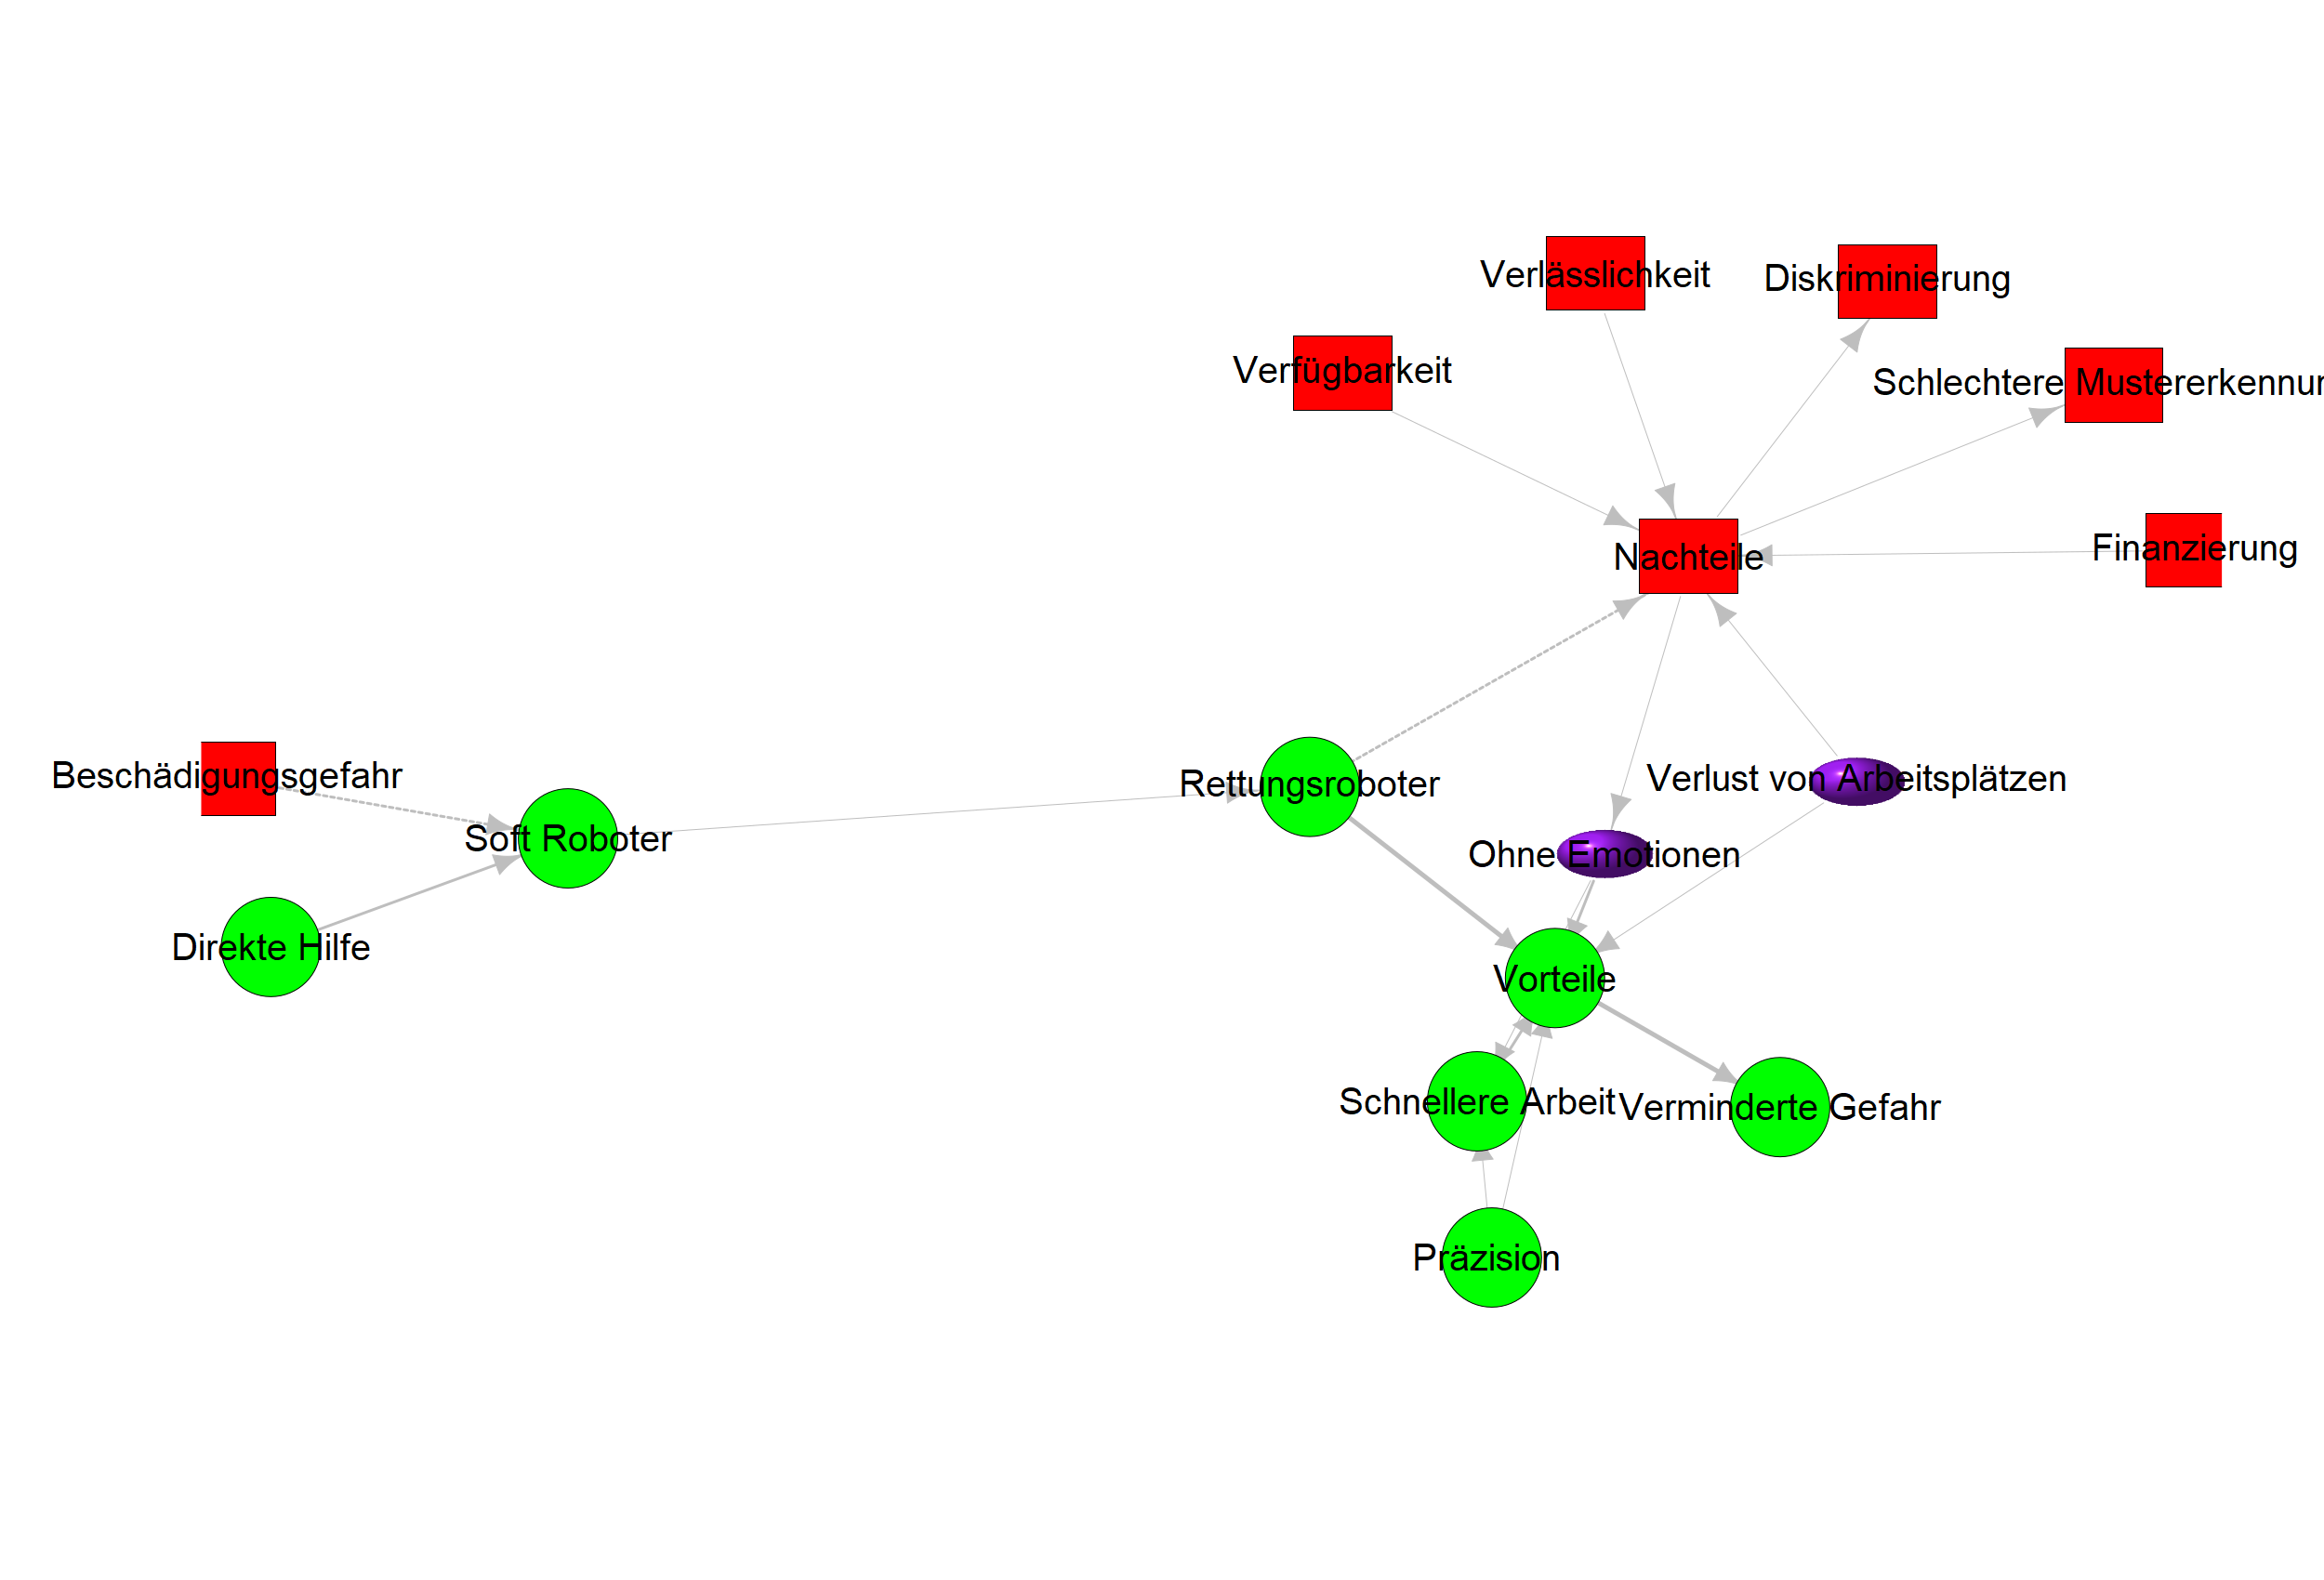 Verlässlichkeit
Diskriminierung
Verfügbarkeit
Schlechtere Mustererkennun
Finanzierung
Nachteile
Beschädigungsgefahr
Verlust von Arbeitsplätzen
Rettungsroboter
Soft Roboter
Ohne Emotionen
Direkte Hilfe
Vorteile
Schnellere Arbeit
Verminderte Gefahr
Präzision